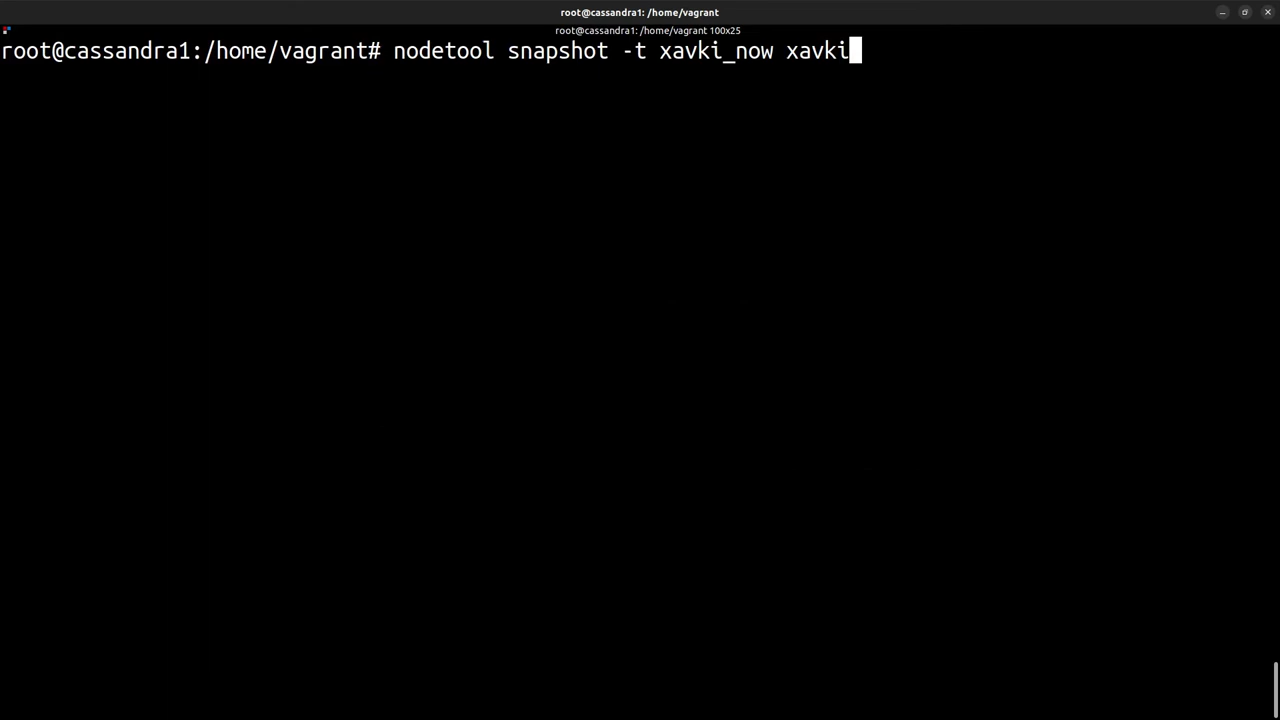 root@cassandra1: /home/vagrant
root@cassandra1: /home/vagrant 100x25
root@cassandra1:/home/vagrant# nodetool snapshot -t xavki_now xavki